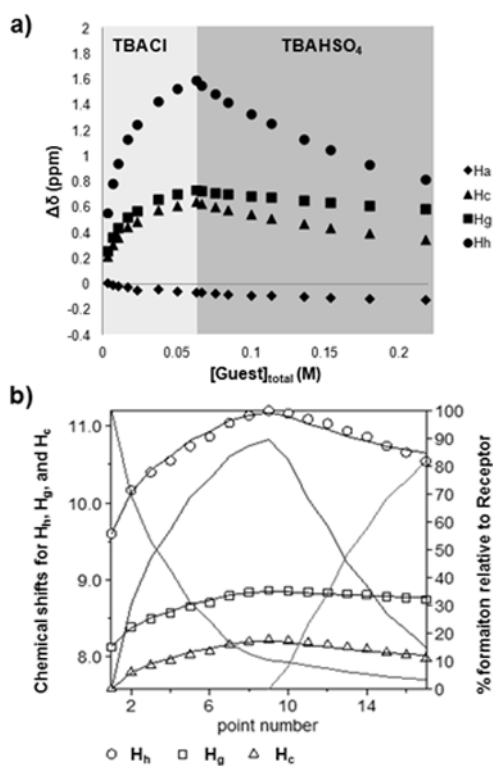 a)
TBACl
TBAHSO₄
Δδ (ppm)
2
1.8
1.6
1.4
1.2
1
0.8
0.6
0.4
0.2
0
-0.2
-0.4
0
0.05
0.1
0.15
0.2
[Guest]total (M)
Ha
Hc
Hg
Hh
b)
Chemical shifts for Hh, Hg, and Hc
11.0
10.0
9.0
8.0
% formaiton relative to Receptor
100
90
80
70
60
50
40
30
20
10
0
2
6
10
14
point number
Hh
Hg
Hc